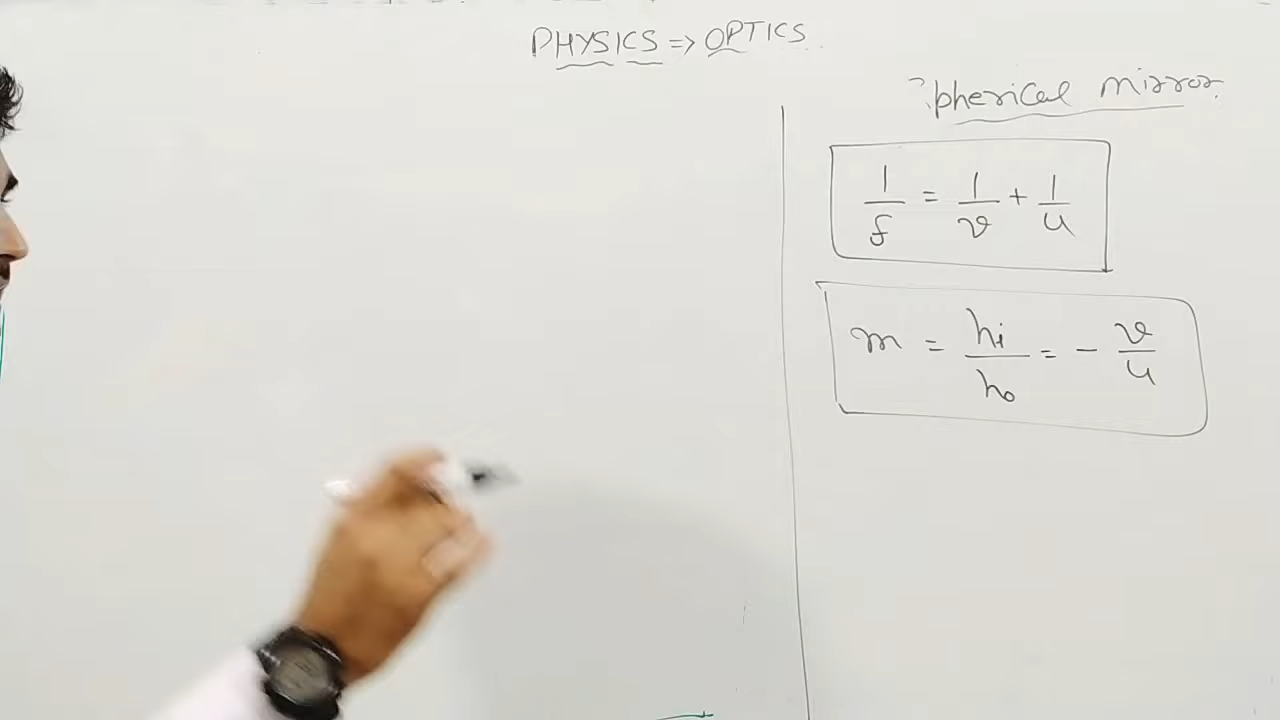 PHYSICS => OPTICS
Spherical mirror
1/f = 1/v + 1/u
m = hi/ho = - v/u